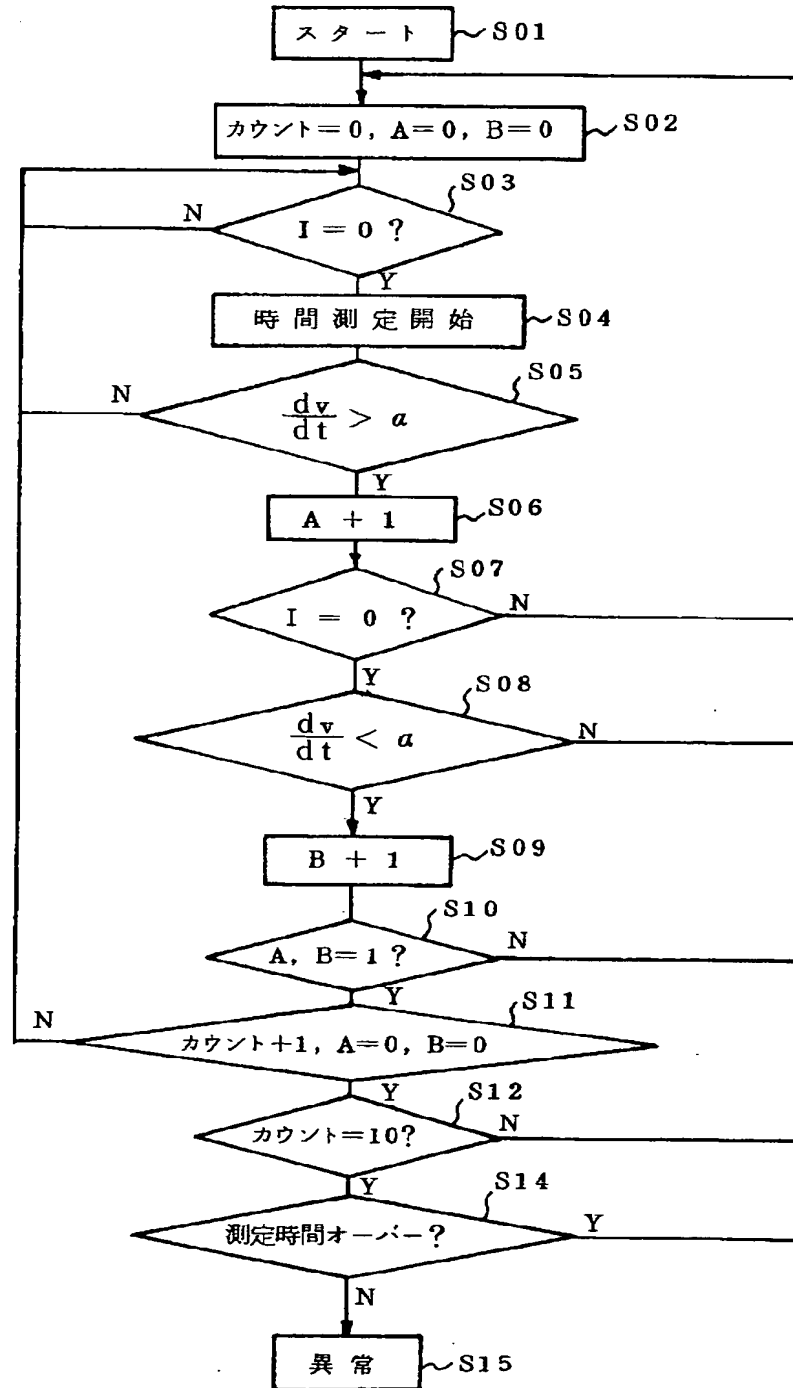 スタート S01
カウント=0, A=0, B=0 S02
S03
N
I = 0 ?
Y
時間測定開始 S04
S05
N
dv/dt > a
Y
A + 1 S06
S07
I = 0 ? N
Y
S08
dv/dt < a N
Y
B + 1 S09
S10
A, B=1? N
Y
S11
N
カウント+1, A=0, B=0
Y
S12
カウント=10? N
Y
S14
測定時間オーバー? Y
N
異常 S15